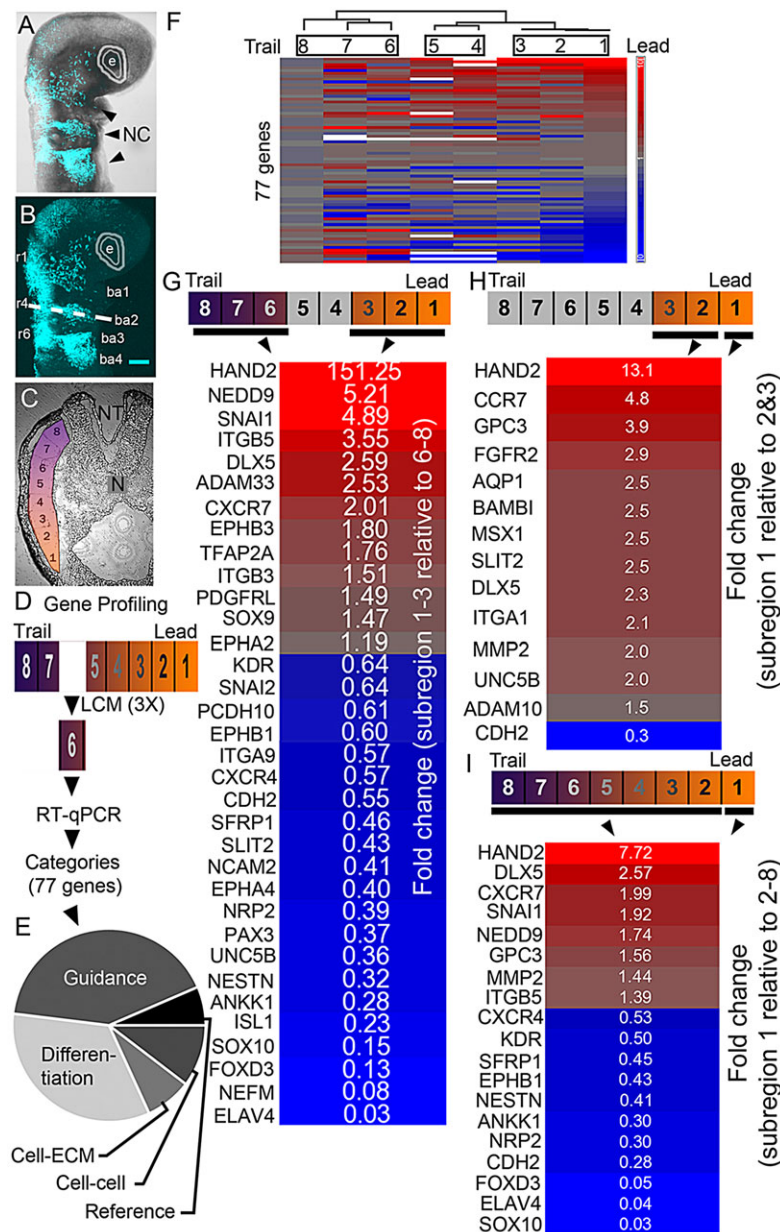 A
e
NC
B
e
r1
ba1
r4
ba2
r6
ba3
ba4
C
NT
8
7
6
5
4
3
2
1
N
D Gene Profiling
Trail Lead
8 7 5 4 3 2 1
LCM (3X)
6
RT-qPCR
Categories
(77 genes)
E
Guidance
Differen-
tiation
Cell-ECM
Cell-cell
Reference
F
Trail 8 7 6 5 4 3 2 1 Lead
77 genes
G Trail Lead
8 7 6 5 4 3 2 1
HAND2 151.25
NEDD9 5.21
SNAI1 4.89
ITGB5 3.55
DLX5 2.59
ADAM33 2.53
CXCR7 2.01
EPHB3 1.80
TFAP2A 1.76
ITGB3 1.51
PDGFRL 1.49
SOX9 1.47
EPHA2 1.19
KDR 0.64
SNAI2 0.64
PCDH10 0.61
EPHB1 0.60
ITGA9 0.57
CXCR4 0.57
CDH2 0.55
SFRP1 0.46
SLIT2 0.43
NCAM2 0.41
EPHA4 0.40
NRP2 0.39
PAX3 0.37
UNC5B 0.36
NESTN 0.32
ANKK1 0.28
ISL1 0.23
SOX10 0.15
FOXD3 0.13
NEFM 0.08
ELAV4 0.03
Fold change (subregion 1-3 relative to 6-8)
H Trail Lead
8 7 6 5 4 3 2 1
HAND2 13.1
CCR7 4.8
GPC3 3.9
FGFR2 2.9
AQP1 2.5
BAMBI 2.5
MSX1 2.5
SLIT2 2.5
DLX5 2.3
ITGA1 2.1
MMP2 2.0
UNC5B 2.0
ADAM10 1.5
CDH2 0.3
Fold change
(subregion 1 relative to 2&3)
I Trail Lead
8 7 6 5 4 3 2 1
HAND2 7.72
DLX5 2.57
CXCR7 1.99
SNAI1 1.92
NEDD9 1.74
GPC3 1.56
MMP2 1.44
ITGB5 1.39
CXCR4 0.53
KDR 0.50
SFRP1 0.45
EPHB1 0.43
NESTN 0.41
ANKK1 0.30
NRP2 0.30
CDH2 0.28
FOXD3 0.05
ELAV4 0.04
SOX10 0.03
Fold change
(subregion 1 relative to 2-8)